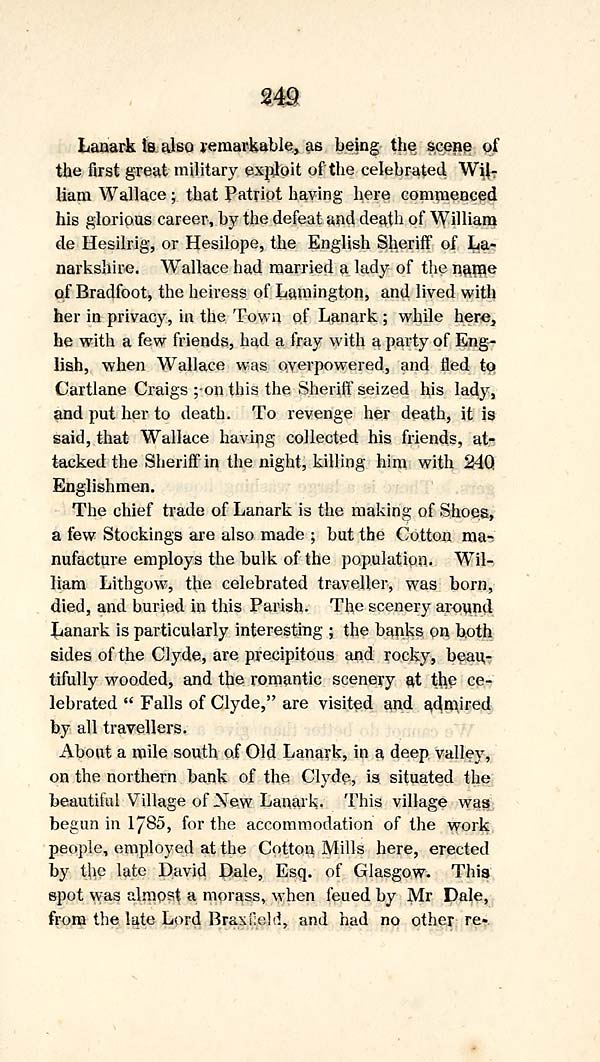 249
Lanark is also remarkable, as being the scene of
the first great military exploit of the celebrated Wil-
liam Wallace ; that Patriot having here commenced
his glorious career, by the defeat and death of William
de Hesilrig, or Hesilope, the English Sheriff of La-
narkshire. Wallace had married a lady of the name
of Bradfoot, the heiress of Lamington, and lived with
her in privacy, in the Town of Lanark ; while here,
he with a few friends, had a fray with a party of Eng-
lish, when Wallace was overpowered, and fled to
Cartlane Craigs ; on this the Sheriff seized his lady,
and put her to death. To revenge her death, it is
said, that Wallace having collected his friends, at-
tacked the Sheriff in the night, killing him with 240
Englishmen.
The chief trade of Lanark is the making of Shoes,
a few Stockings are also made ; but the Cotton ma-
nufacture employs the bulk of the population. Wil-
liam Lithgow, the celebrated traveller, was born,
died, and buried in this Parish. The scenery around
Lanark is particularly interesting ; the banks on both
sides of the Clyde, are precipitous and rocky, beau-
tifully wooded, and the romantic scenery at the ce-
lebrated “ Falls of Clyde,” are visited and admired
by all travellers.
About a mile south of Old Lanark, in a deep valley,
on the northern bank of the Clyde, is situated the
beautiful Village of New Lanark. This village was
begun in 1785, for the accommodation of the work
people, employed at the Cotton Mills here, erected
by the late David Dale, Esq. of Glasgow. This
spot was almost a morass, when feued by Mr Dale,
from the late Lord Braxfield, and had no other re-